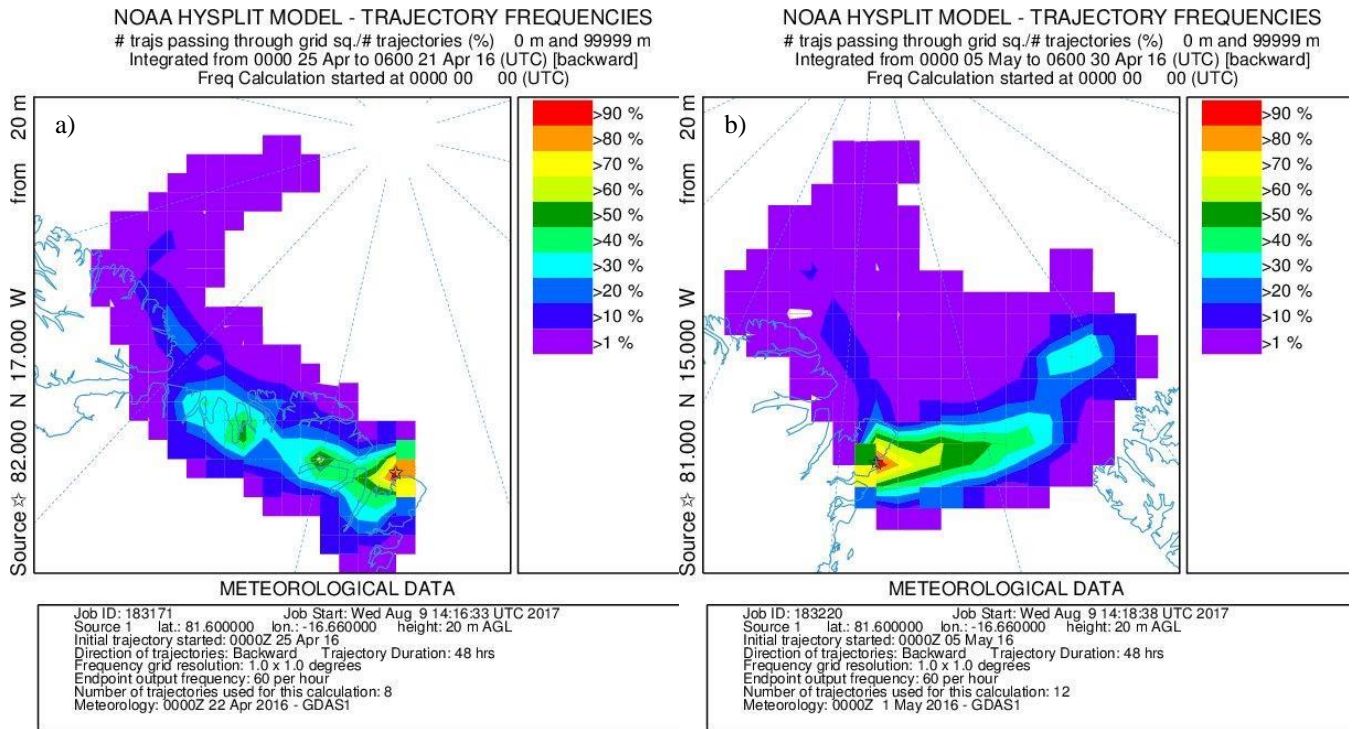 NOAA HYSPLIT MODEL - TRAJECTORY FREQUENCIES
# trajs passing through grid sq./# trajectories (%) 0 m and 99999 m
Integrated from 0000 25 Apr to 0600 21 Apr 16 (UTC) [backward]
Freq Calculation started at 0000 00 00 (UTC)
a)
Source ☆ 82.000 N 17.000 W from 20 m
>90 %
>80 %
>70 %
>60 %
>50 %
>40 %
>30 %
>20 %
>10 %
>1 %
METEOROLOGICAL DATA
Job ID: 183171 Job Start: Wed Aug 9 14:16:33 UTC 2017
Source 1 lat.: 81.600000 lon.: -16.660000 height: 20 m AGL
Initial trajectory started: 0000Z 25 Apr 16
Direction of trajectories: Backward Trajectory Duration: 48 hrs
Frequency grid resolution: 1.0 x 1.0 degrees
Endpoint output frequency: 60 per hour
Number of trajectories used for this calculation: 8
Meteorology: 0000Z 22 Apr 2016 - GDAS1
NOAA HYSPLIT MODEL - TRAJECTORY FREQUENCIES
# trajs passing through grid sq./# trajectories (%) 0 m and 99999 m
Integrated from 0000 05 May to 0600 30 Apr 16 (UTC) [backward]
Freq Calculation started at 0000 00 00 (UTC)
b)
Source ☆ 81.000 N 15.000 W from 20 m
>90 %
>80 %
>70 %
>60 %
>50 %
>40 %
>30 %
>20 %
>10 %
>1 %
METEOROLOGICAL DATA
Job ID: 183220 Job Start: Wed Aug 9 14:18:38 UTC 2017
Source 1 lat.: 81.600000 lon.: -16.660000 height: 20 m AGL
Initial trajectory started: 0000Z 05 May 16
Direction of trajectories: Backward Trajectory Duration: 48 hrs
Frequency grid resolution: 1.0 x 1.0 degrees
Endpoint output frequency: 60 per hour
Number of trajectories used for this calculation: 12
Meteorology: 0000Z 1 May 2016 - GDAS1